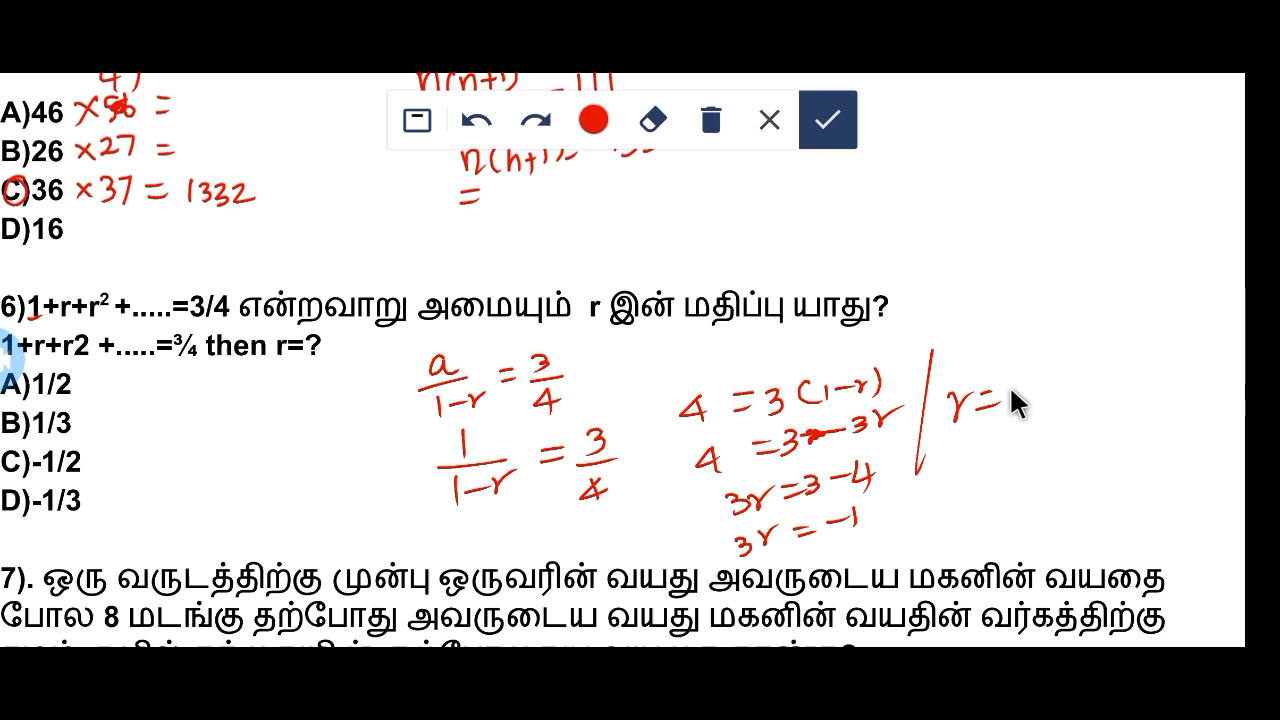 A)46 × 56 =
B)26 ×27 =
C)36 ×37 = 1332
=
D)16
6)1+r+r² +.....=3/4 என்றவாறு அமையும் r இன் மதிப்பு யாது?
1+r+r2 +.....=¾ then r=?
A)1/2
B)1/3
C)-1/2
D)-1/3
a/1-r = 3/4
1/1-r = 3/4
4 = 3 (1-r)
4 = 3 - 3r
3r = 3 - 4
3r = -1
r =
7). ஒரு வருடத்திற்கு முன்பு ஒருவரின் வயது அவருடைய மகனின் வயதை
போல 8 மடங்கு தற்போது அவருடைய வயது மகனின் வயதின் வர்கத்திற்கு